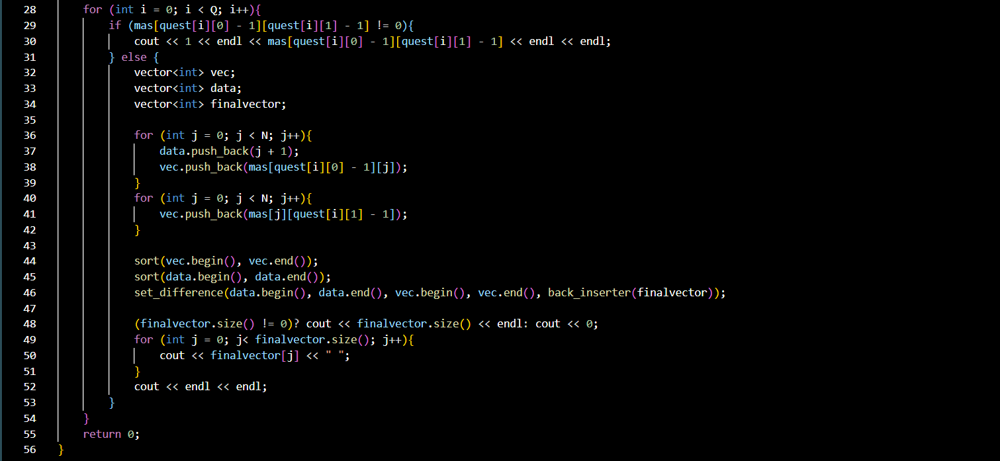 28 for (int i = 0; i < Q; i++){
29 if (mas[quest[i][0] - 1][quest[i][1] - 1] != 0){
30 cout << 1 << endl << mas[quest[i][0] - 1][quest[i][1] - 1] << endl << endl;
31 } else {
32 vector<int> vec;
33 vector<int> data;
34 vector<int> finalvector;
35
36 for (int j = 0; j < N; j++){
37 data.push_back(j + 1);
38 vec.push_back(mas[quest[i][0] - 1][j]);
39 }
40 for (int j = 0; j < N; j++){
41 vec.push_back(mas[j][quest[i][1] - 1]);
42 }
43
44 sort(vec.begin(), vec.end());
45 sort(data.begin(), data.end());
46 set_difference(data.begin(), data.end(), vec.begin(), vec.end(), back_inserter(finalvector));
47
48 (finalvector.size() != 0)? cout << finalvector.size() << endl: cout << 0;
49 for (int j = 0; j< finalvector.size(); j++){
50 cout << finalvector[j] << " ";
51 }
52 cout << endl << endl;
53 }
54 }
55 return 0;
56 }